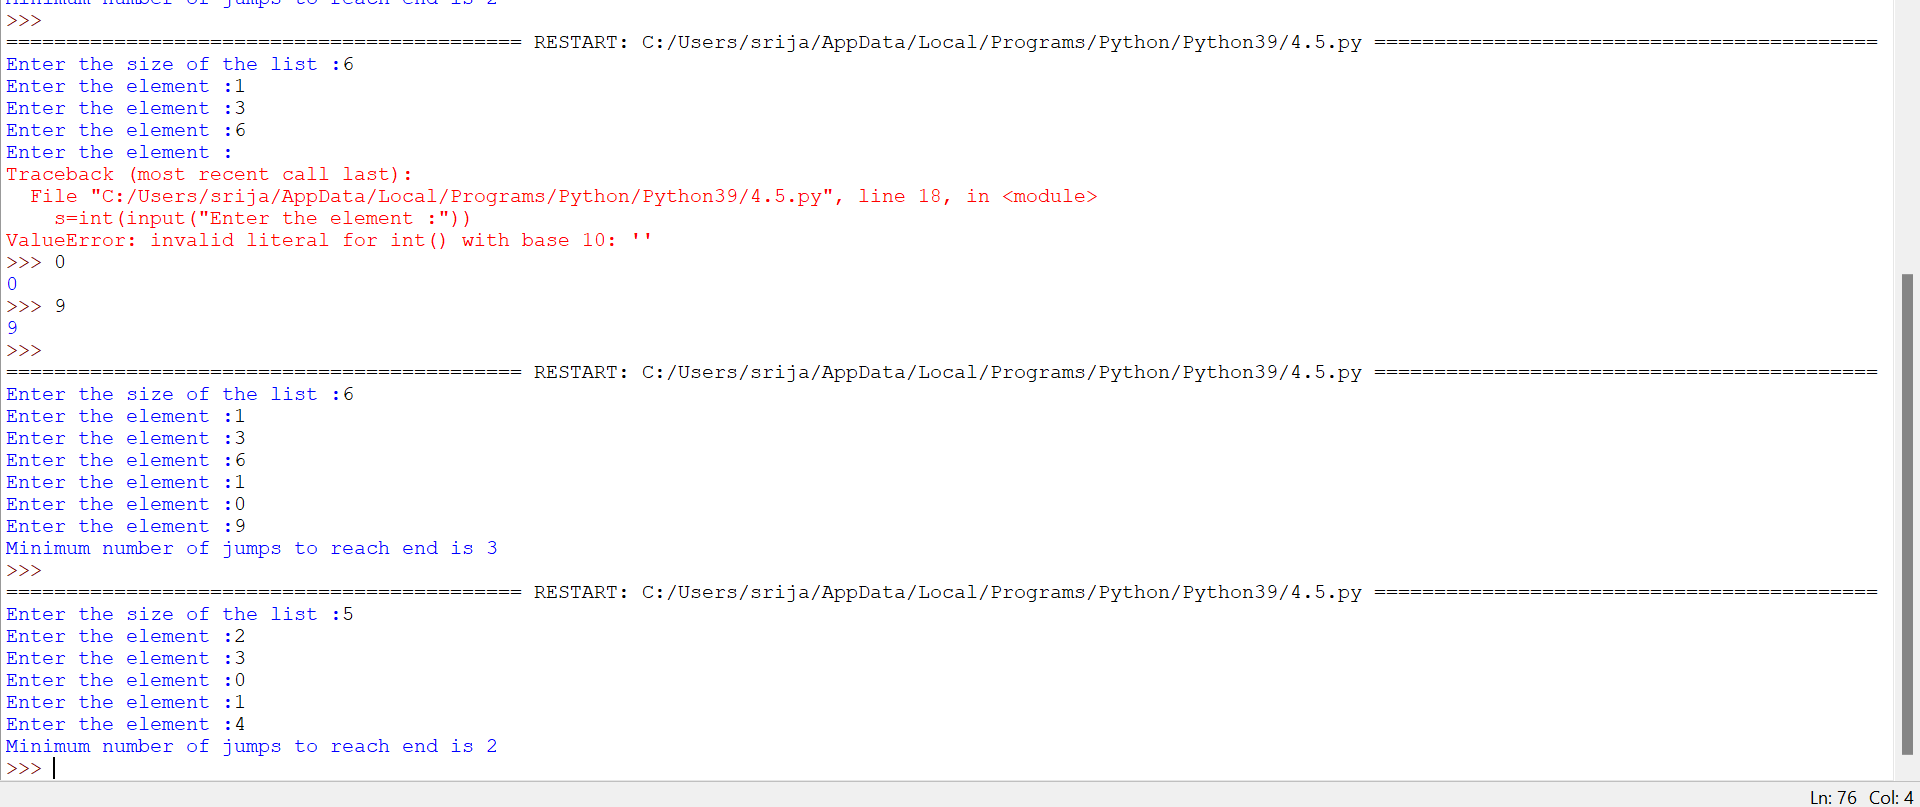 Minimum number of jumps to reach end is 2
>>>
=========================================== RESTART: C:/Users/srija/AppData/Local/Programs/Python/Python39/4.5.py ==========================================
Enter the size of the list :6
Enter the element :1
Enter the element :3
Enter the element :6
Enter the element :
Traceback (most recent call last):
  File "C:/Users/srija/AppData/Local/Programs/Python/Python39/4.5.py", line 18, in <module>
    s=int(input("Enter the element :"))
ValueError: invalid literal for int() with base 10: ''
>>> 0
0
>>> 9
9
>>>
=========================================== RESTART: C:/Users/srija/AppData/Local/Programs/Python/Python39/4.5.py ==========================================
Enter the size of the list :6
Enter the element :1
Enter the element :3
Enter the element :6
Enter the element :1
Enter the element :0
Enter the element :9
Minimum number of jumps to reach end is 3
>>>
=========================================== RESTART: C:/Users/srija/AppData/Local/Programs/Python/Python39/4.5.py ==========================================
Enter the size of the list :5
Enter the element :2
Enter the element :3
Enter the element :0
Enter the element :1
Enter the element :4
Minimum number of jumps to reach end is 2
>>>
Ln: 76 Col: 4